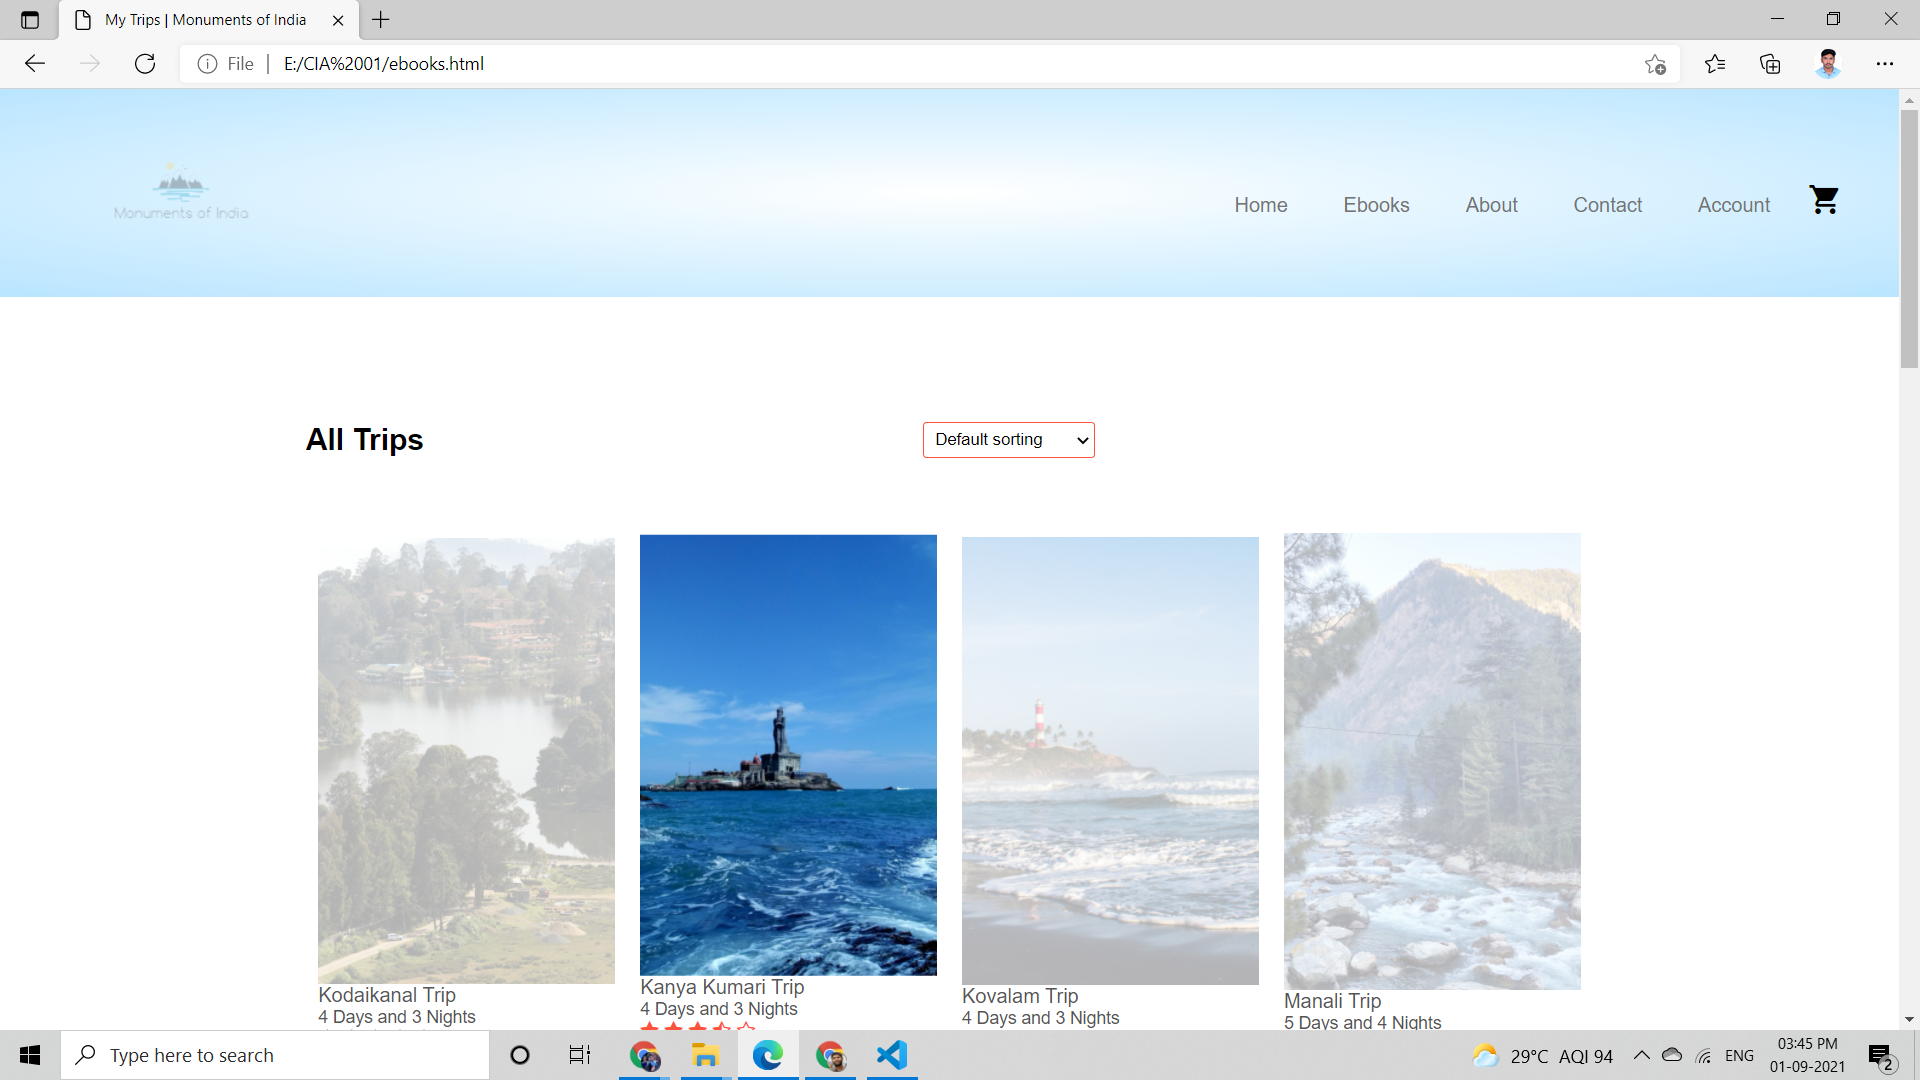 My Trips | Monuments of India
File | E:/CIA%2001/ebooks.html
Monuments of India
Home Ebooks About Contact Account
All Trips
Default sorting
Kodaikanal Trip
4 Days and 3 Nights
Kanya Kumari Trip
4 Days and 3 Nights
Kovalam Trip
4 Days and 3 Nights
Manali Trip
5 Days and 4 Nights
Type here to search
29°C AQI 94
ENG
03:45 PM
01-09-2021
2